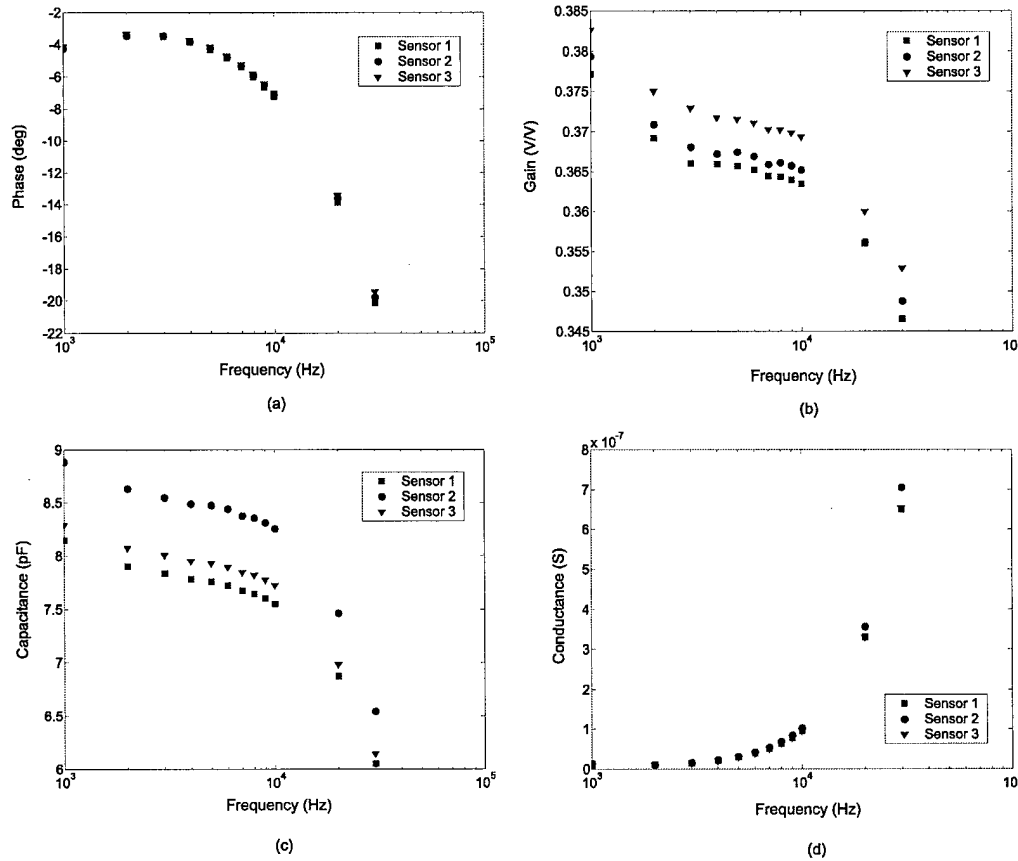 -2
-4
-6
-8
-10
-12
-14
-16
-18
-20
-22
10³
10⁴
10⁵
Phase (deg)
Frequency (Hz)
Sensor 1
Sensor 2
Sensor 3
(a)
0.385
0.38
0.375
0.37
0.365
0.36
0.355
0.35
0.345
10³
10⁴
10
Gain (V/V)
Frequency (Hz)
Sensor 1
Sensor 2
Sensor 3
(b)
9
8.5
8
7.5
7
6.5
6
10³
10⁴
10⁵
Capacitance (pF)
Frequency (Hz)
Sensor 1
Sensor 2
Sensor 3
(c)
x 10⁻⁷
8
7
6
5
4
3
2
1
0
10³
10⁴
10
Conductance (S)
Frequency (Hz)
Sensor 1
Sensor 2
Sensor 3
(d)